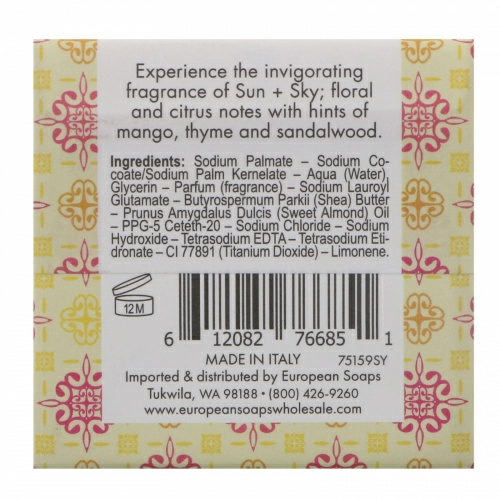 Experience the invigorating
fragrance of Sun + Sky; floral
and citrus notes with hints of
mango, thyme and sandalwood.
Ingredients: Sodium Palmate – Sodium Co-
coate/Sodium Palm Kernelate – Aqua (Water),
Glycerin – Parfum (fragrance) – Sodium Lauroyl
Glutamate – Butyrospermum Parkii (Shea) Butter
– Prunus Amygdalus Dulcis (Sweet Almond) Oil
– PPG-5 Ceteth-20 – Sodium Chloride – Sodium
Hydroxide – Tetrasodium EDTA – Tetrasodium Eti-
dronate – CI 77891 (Titanium Dioxide) – Limonene.
12M
6 12082 76685 1
MADE IN ITALY 75159SY
Imported & distributed by European Soaps
Tukwila, WA 98188 • (800) 426-9260
www.europeansoapswholesale.com